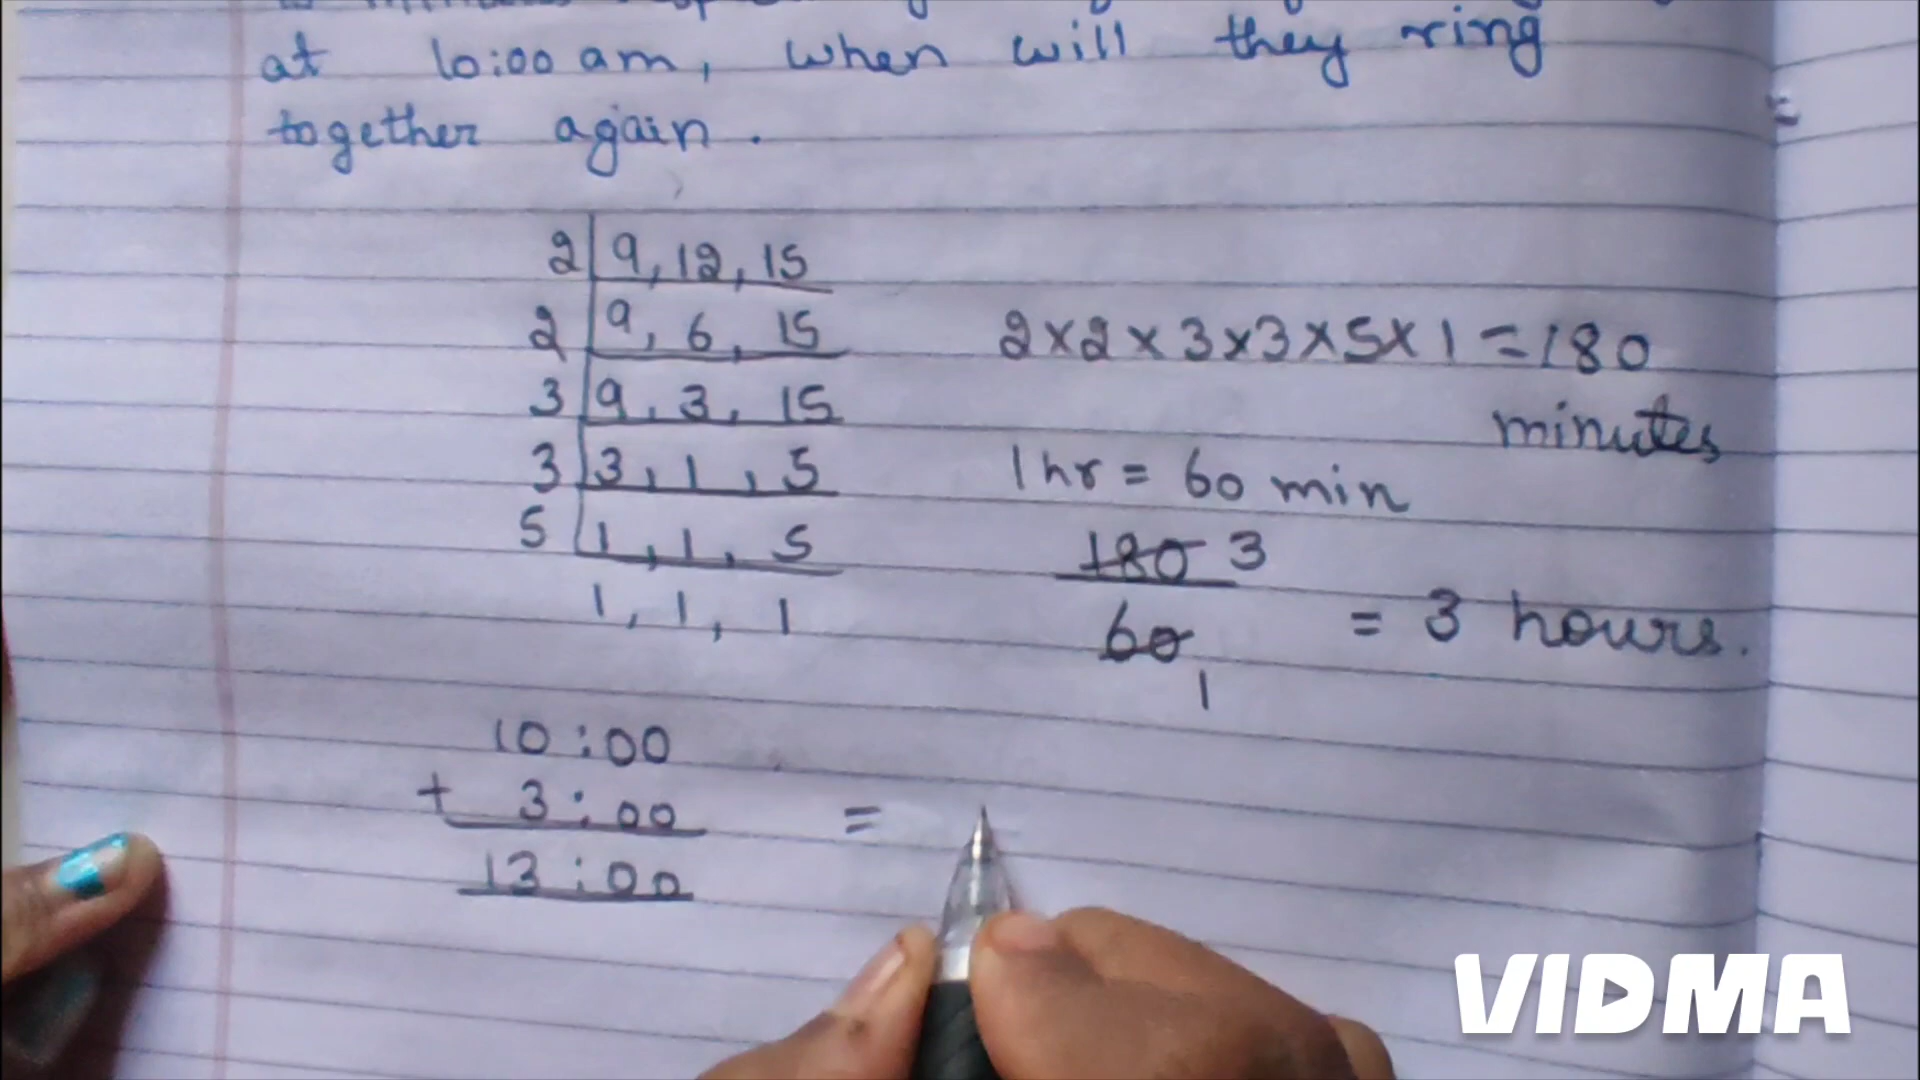 at 10:00 am, when will they ring
together again.
2 | 9, 12, 15
2 | 9, 6, 15
3 | 9, 3, 15
3 | 3, 1, 5
5 | 1, 1, 5
1, 1, 1
2×2×3×3×5×1 = 180
minutes
1 hr = 60 min
180 3
60
1
= 3 hours.
10:00
+ 3:00 =
13:00
VIDMA